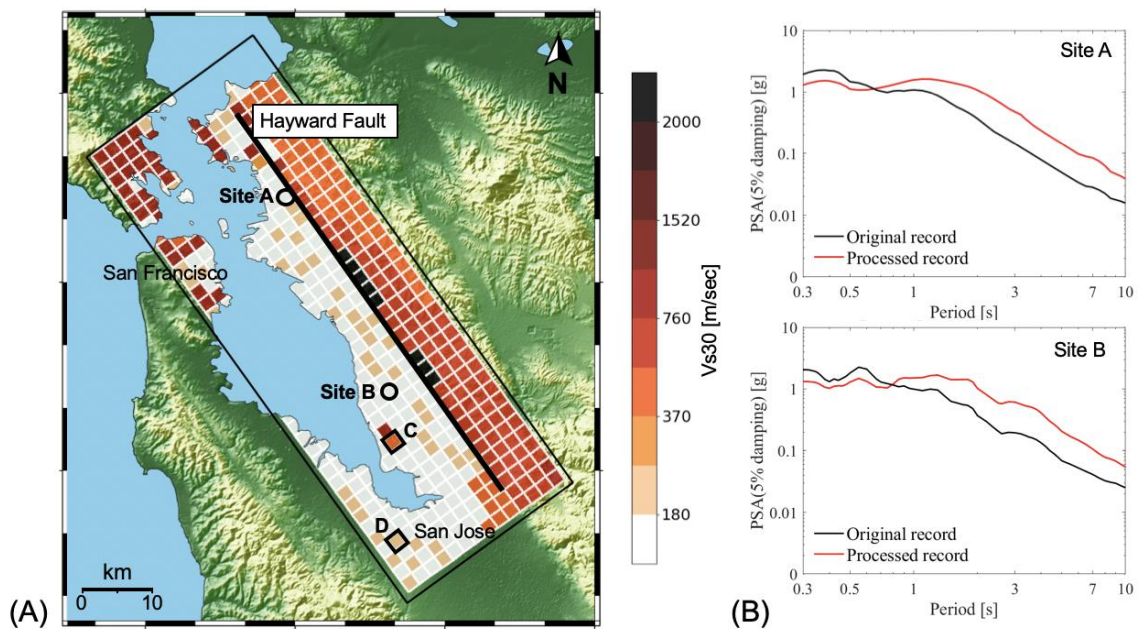 (A)
N
Hayward Fault
Site A
San Francisco
Site B
C
D
San Jose
km
0 10
2000
1520
760
370
180
Vs30 [m/sec]
(B)
Site A
10
1
0.1
0.01
0
PSA(5% damping) [g]
Original record
Processed record
0.3 0.5 1 3 7 10
Period [s]
Site B
10
1
0.1
0.01
0
PSA(5% damping) [g]
Original record
Processed record
0.3 0.5 1 3 7 10
Period [s]